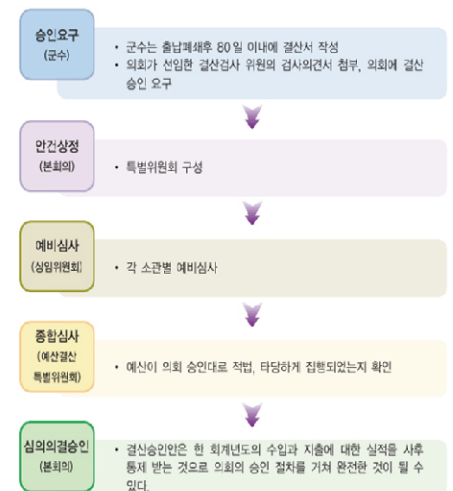 승인요구
(군수)
• 군수는 출납폐쇄후 80일 이내에 결산서 작성
• 의회가 선임한 결산검사 위원의 검사의견서 첨부, 의회에 결산
승인 요구
안건상정
(본회의)
• 특별위원회 구성
예비심사
(상임위원회)
• 각 소관별 예비심사
종합심사
(예산결산
특별위원회)
• 예산이 의회 승인대로 적법, 타당하게 집행되었는지 확인
심의의결승인
(본회의)
• 결산승인안은 한 회계년도의 수입과 지출에 대한 실적을 사후
통제 받는 것으로 의회의 승인 절차를 거쳐 완전한 것이 될 수
있다.